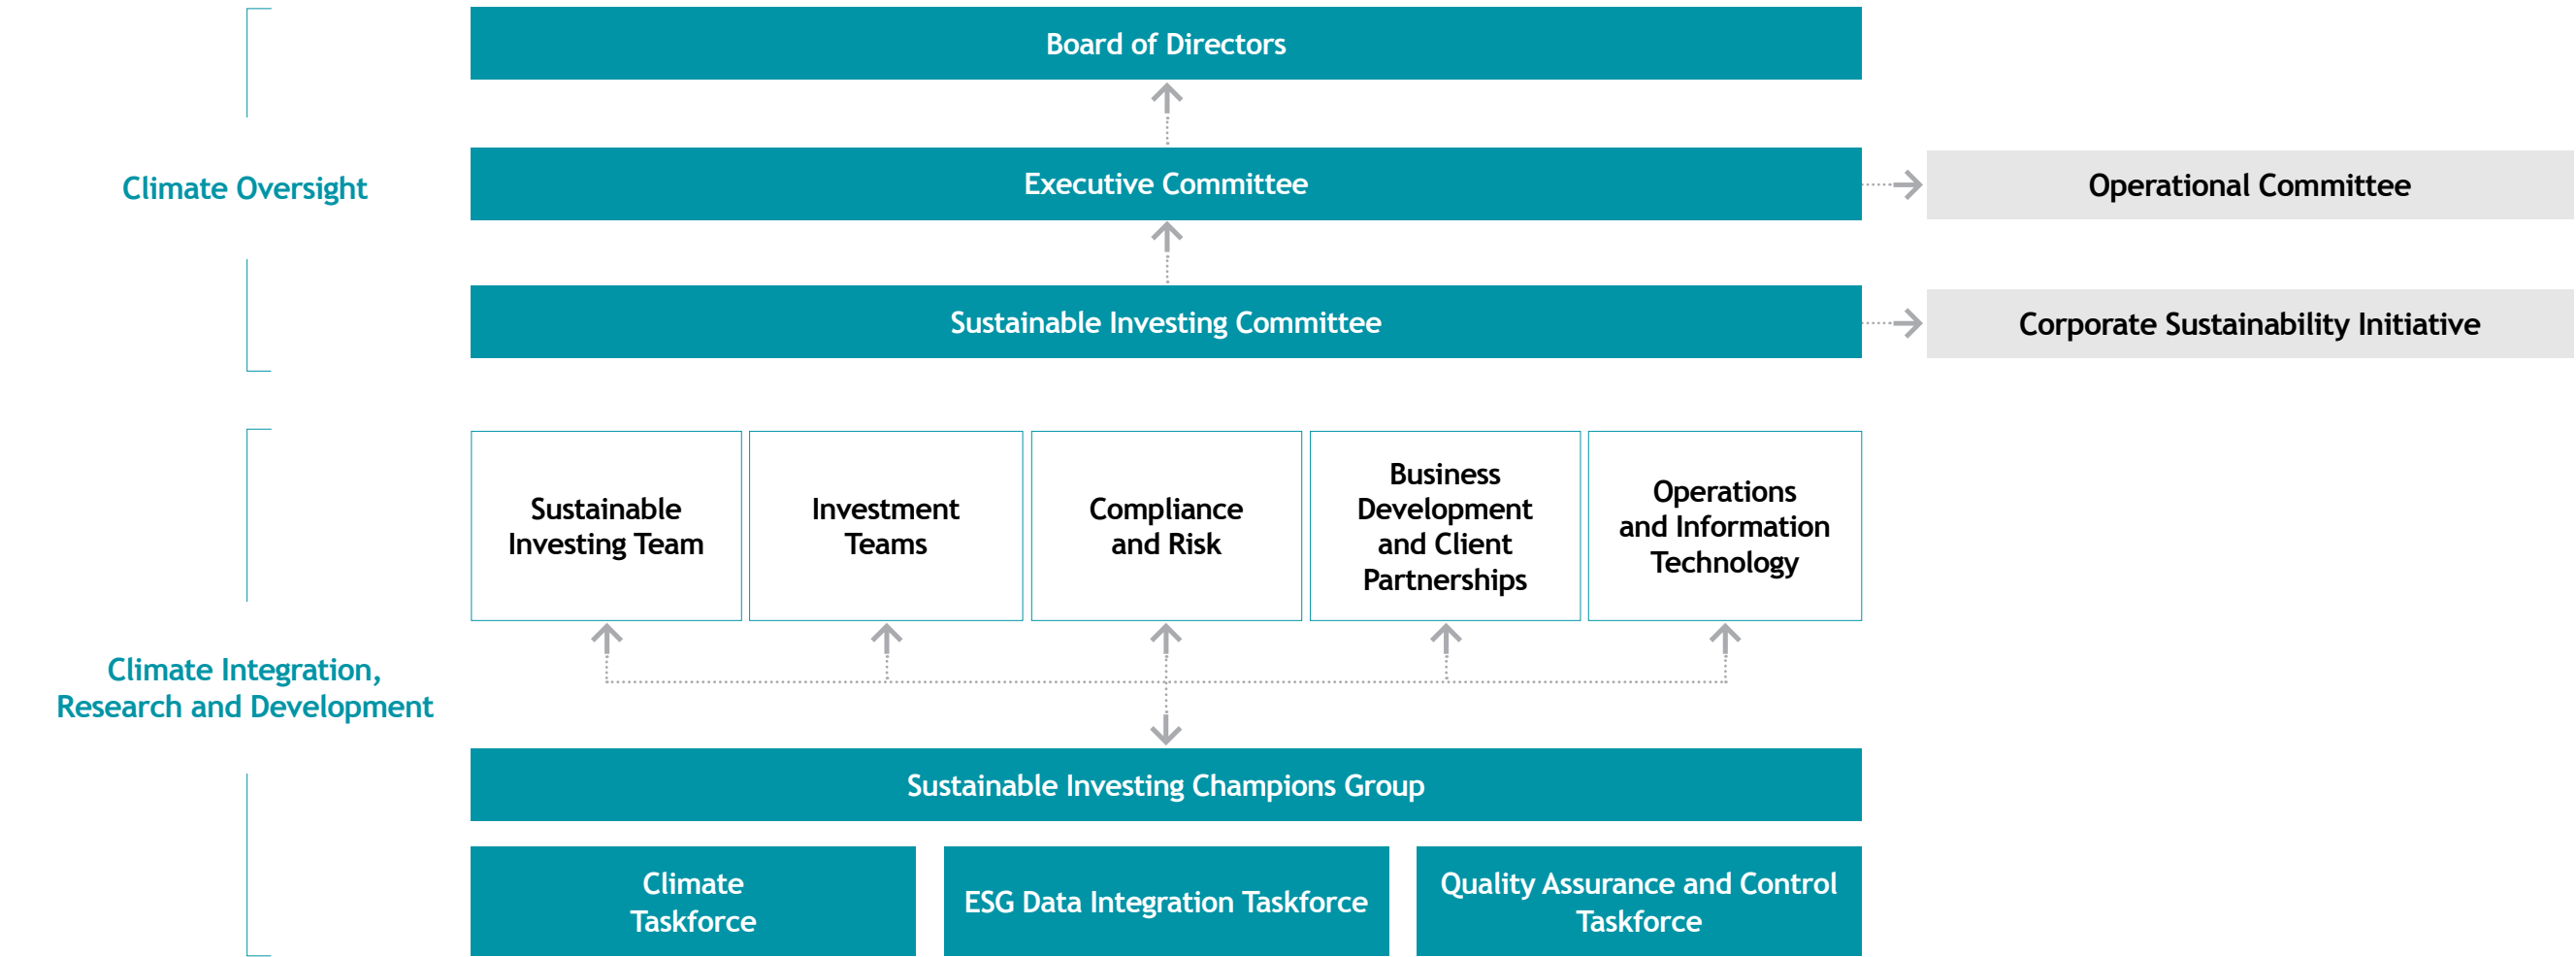 Board of Directors
Climate Oversight
Executive Committee
Operational Committee
Sustainable Investing Committee
Corporate Sustainability Initiative
Sustainable
Investing Team
Investment
Teams
Compliance
and Risk
Business
Development
and Client
Partnerships
Operations
and Information
Technology
Climate Integration,
Research and Development
Sustainable Investing Champions Group
Climate
Taskforce
ESG Data Integration Taskforce
Quality Assurance and Control
Taskforce